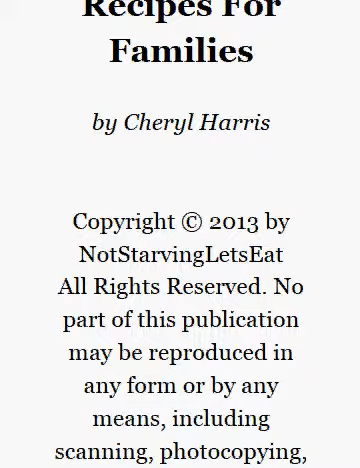 Recipes For
Families
by Cheryl Harris
Copyright © 2013 by
NotStarvingLetsEat
All Rights Reserved. No
part of this publication
may be reproduced in
any form or by any
means, including
scanning, photocopying,